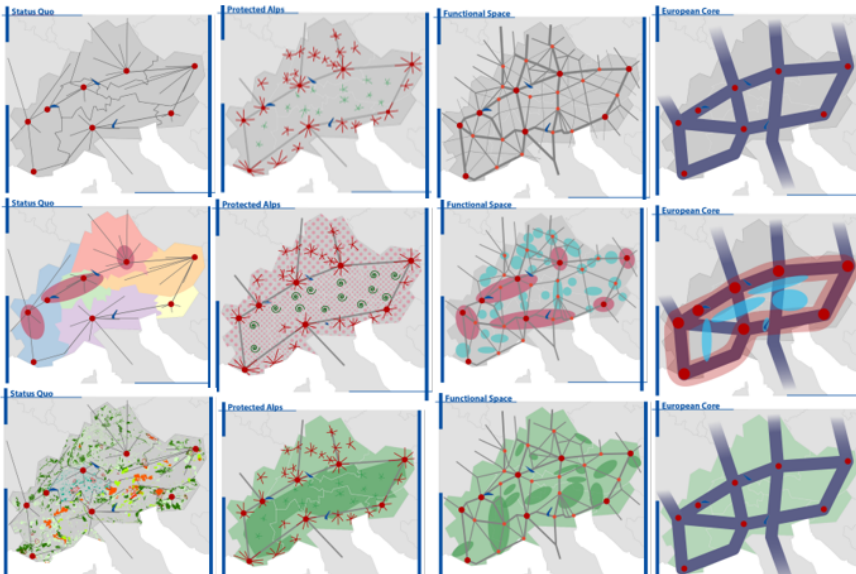 Status Quo
Protected Alps
Functional Space
European Core
Status Quo
Protected Alps
Functional Space
European Core
Status Quo
Protected Alps
Functional Space
European Core